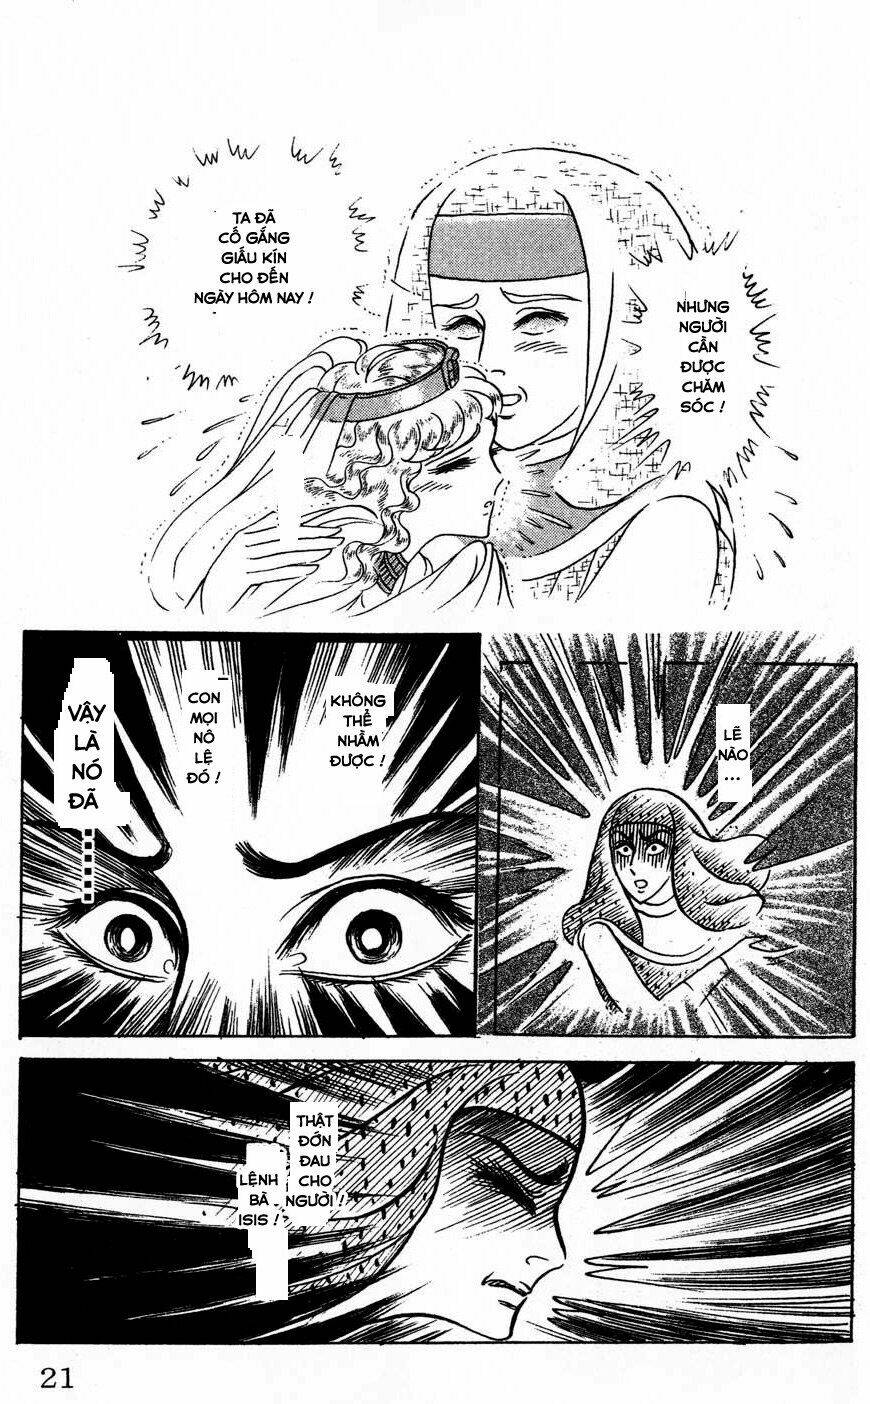 TA ĐÃ
CỐ GẮNG
GIẤU KÍN
CHO ĐẾN
NGÀY HÔM NAY !
NHƯNG
NGƯỜI
CẦN
ĐƯỢC
CHĂM
SÓC !
VẬY
LÀ
NÓ
ĐÃ
CON
MỌI
NÔ
LỆ
ĐÓ !
KHÔNG
THỂ
NHẦM
ĐƯỢC !
LẼ
NÀO
...
THẬT
ĐỚN
ĐAU
CHO
NGƯỜI !
LỆNH
BÀ
ISIS !
21